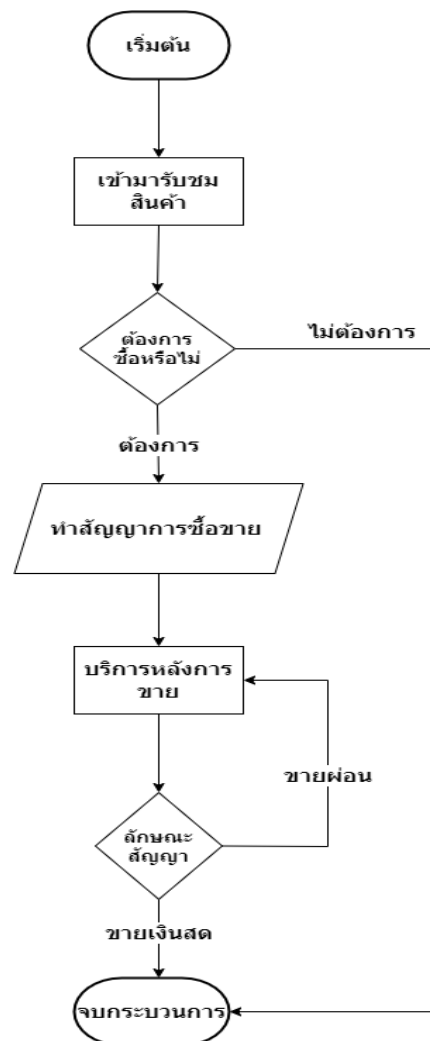 เริ่มต้น
เข้ามารับชม
สินค้า
ต้องการ
ซื้อหรือไม่
ไม่ต้องการ
ต้องการ
ทำสัญญาการซื้อขาย
บริการหลังการ
ขาย
ขายผ่อน
ลักษณะ
สัญญา
ขายเงินสด
จบกระบวนการ